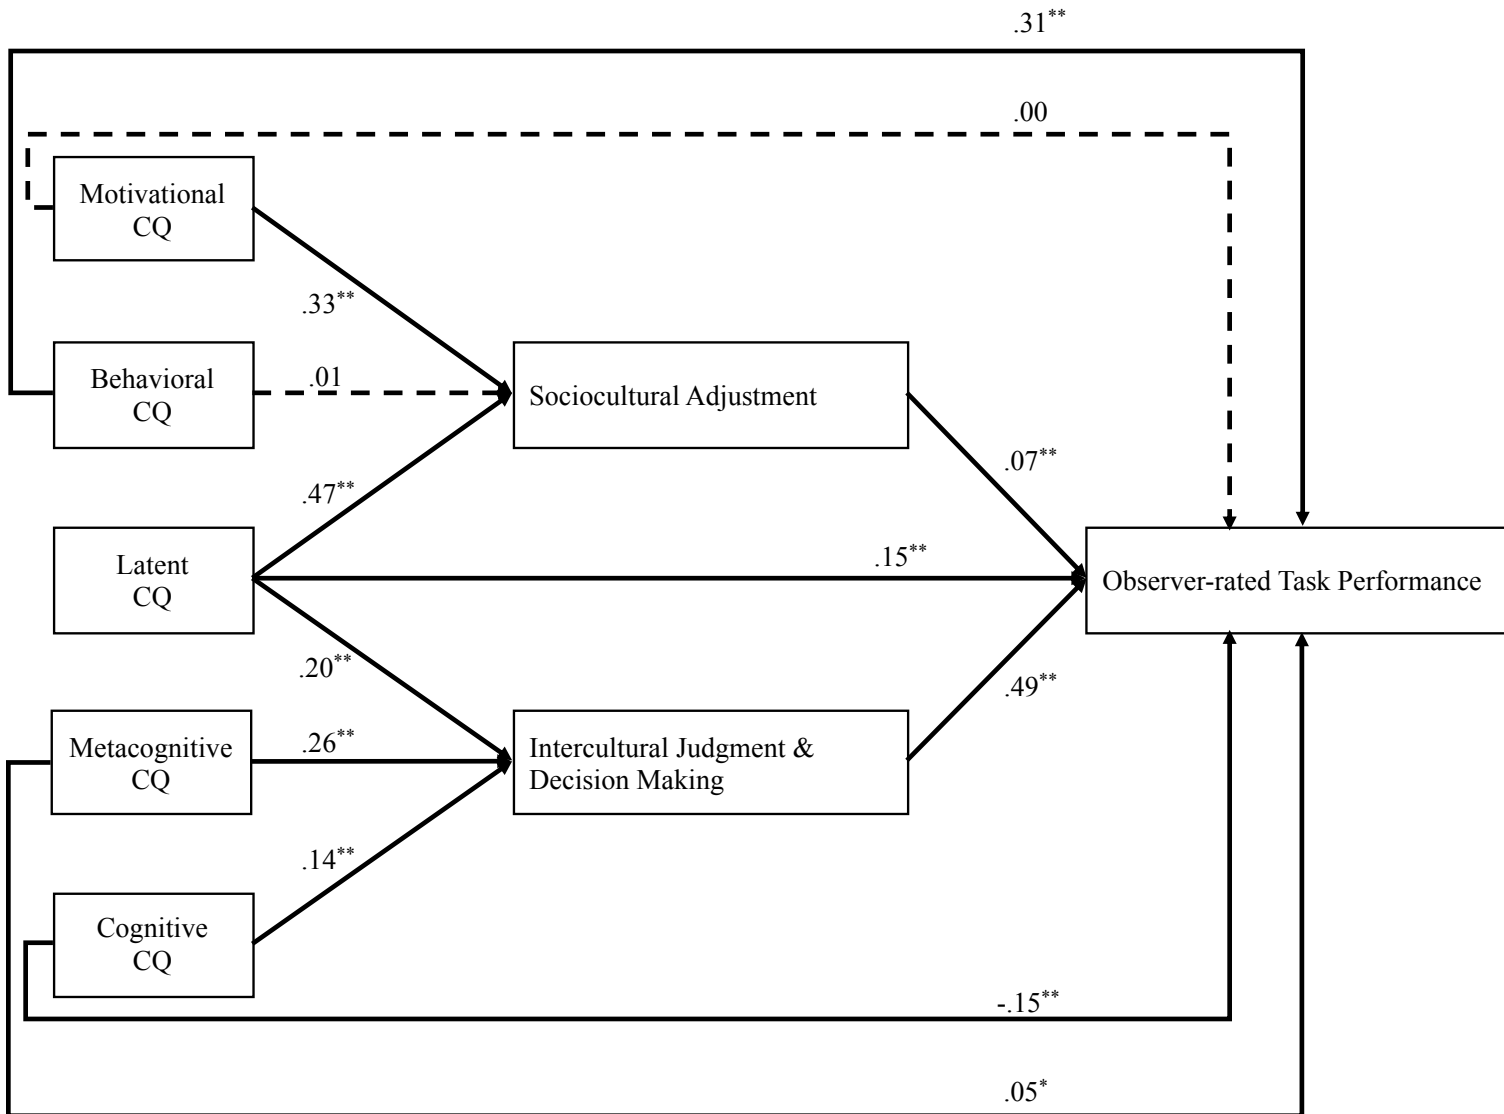 .31**
.00
Motivational
CQ
.33**
Behavioral
CQ
.01
Sociocultural Adjustment
.47**
.07**
Latent
CQ
.15**
Observer-rated Task Performance
.20**
.49**
Metacognitive
CQ
.26**
Intercultural Judgment &
Decision Making
.14**
Cognitive
CQ
-.15**
.05*